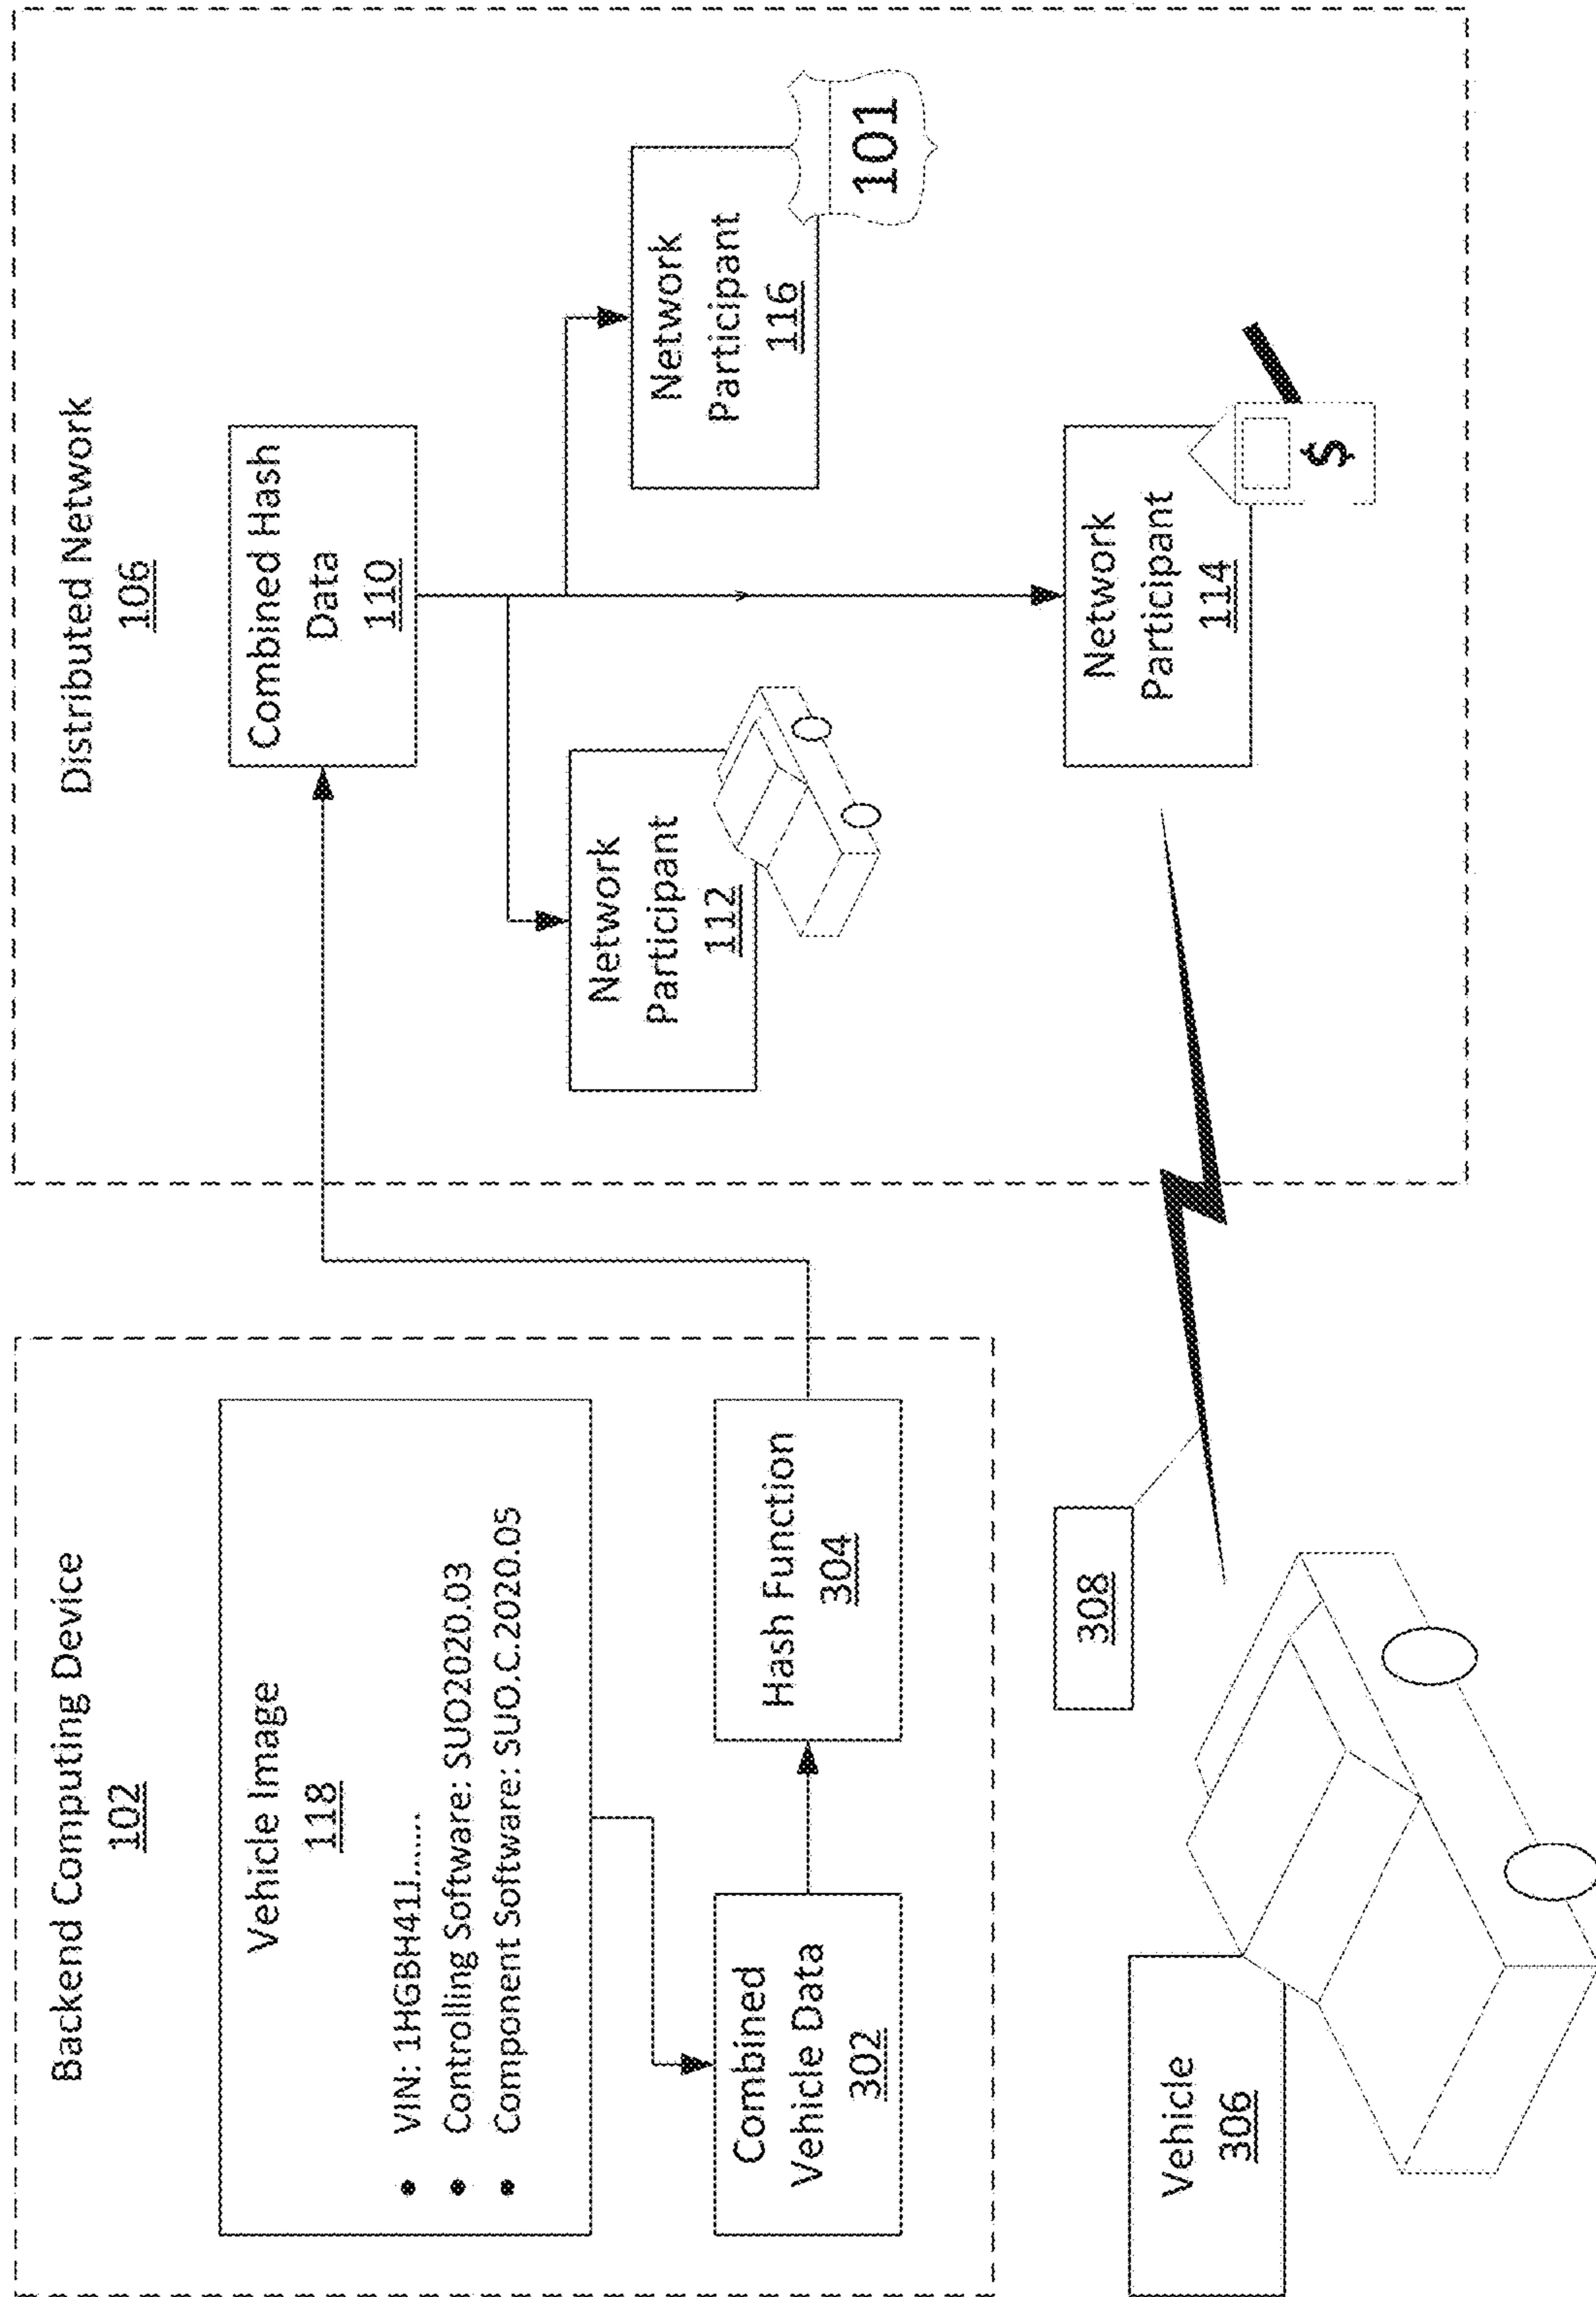 Backend Computing Device
102
Vehicle Image
118
• VIN: 1HGBH41J......
• Controlling Software: SUO2020.03
• Component Software: SUO.C.2020.05
Combined
Vehicle Data
302
Hash Function
304
Vehicle
306
308
Distributed Network
106
Combined Hash
Data
110
Network
Participant
112
Network
Participant
116
101
Network
Participant
114
$